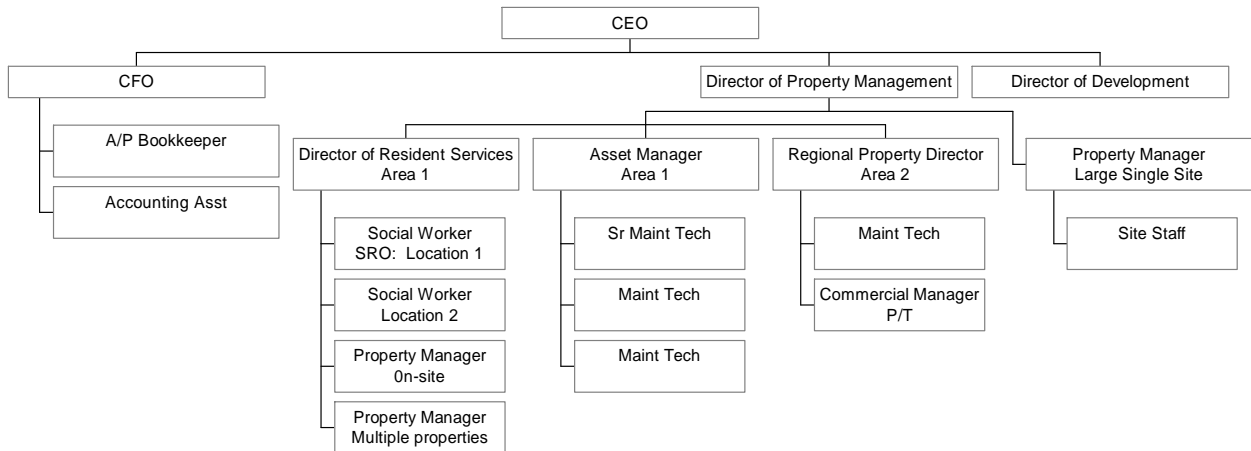 CEO
CFO
Director of Property Management
Director of Development
A/P Bookkeeper
Accounting Asst
Director of Resident Services
Area 1
Asset Manager
Area 1
Regional Property Director
Area 2
Property Manager
Large Single Site
Social Worker
SRO:  Location 1
Social Worker
Location 2
Property Manager
0n-site
Property Manager
Multiple properties
Sr Maint Tech
Maint Tech
Maint Tech
Maint Tech
Commercial Manager
P/T
Site Staff